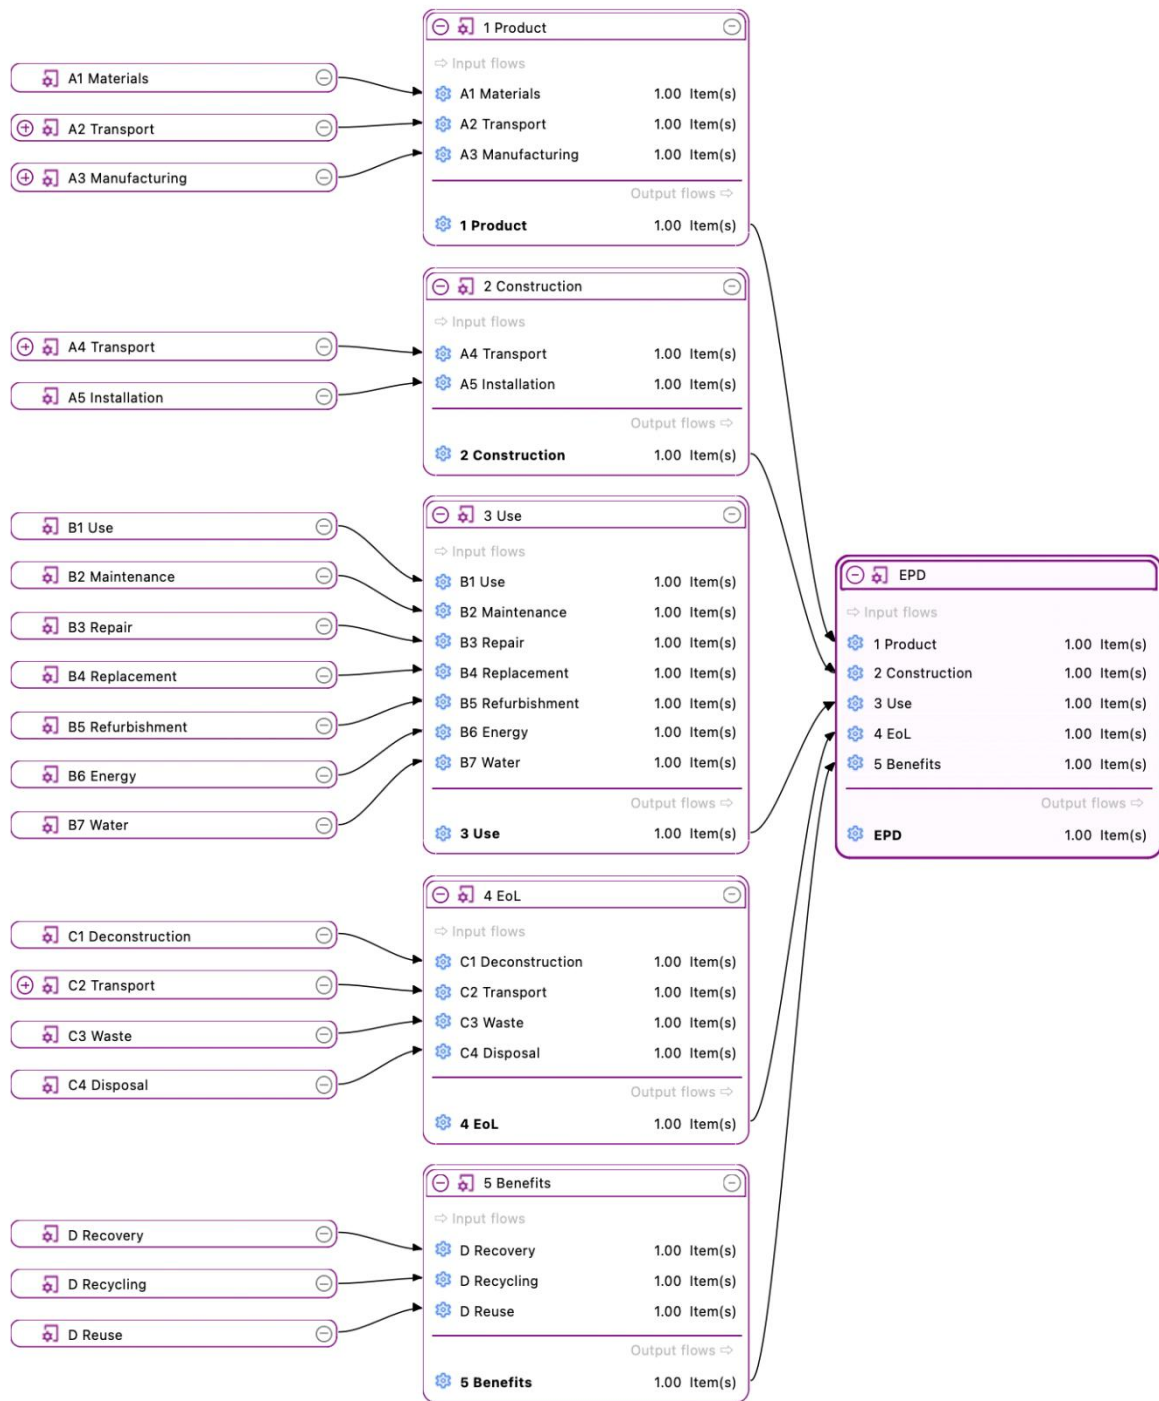 1 Product
Input flows
A1 Materials
A1 Materials 1.00 Item(s)
A2 Transport
A2 Transport 1.00 Item(s)
A3 Manufacturing
A3 Manufacturing 1.00 Item(s)
Output flows
1 Product 1.00 Item(s)
2 Construction
Input flows
A4 Transport
A4 Transport 1.00 Item(s)
A5 Installation
A5 Installation 1.00 Item(s)
Output flows
2 Construction 1.00 Item(s)
3 Use
Input flows
B1 Use
B1 Use 1.00 Item(s)
B2 Maintenance
B2 Maintenance 1.00 Item(s)
B3 Repair
B3 Repair 1.00 Item(s)
B4 Replacement
B4 Replacement 1.00 Item(s)
B5 Refurbishment
B5 Refurbishment 1.00 Item(s)
B6 Energy
B6 Energy 1.00 Item(s)
B7 Water
B7 Water 1.00 Item(s)
Output flows
3 Use 1.00 Item(s)
4 EoL
Input flows
C1 Deconstruction
C1 Deconstruction 1.00 Item(s)
C2 Transport
C2 Transport 1.00 Item(s)
C3 Waste
C3 Waste 1.00 Item(s)
C4 Disposal
C4 Disposal 1.00 Item(s)
Output flows
4 EoL 1.00 Item(s)
5 Benefits
Input flows
D Recovery
D Recovery 1.00 Item(s)
D Recycling
D Recycling 1.00 Item(s)
D Reuse
D Reuse 1.00 Item(s)
Output flows
5 Benefits 1.00 Item(s)
EPD
Input flows
1 Product 1.00 Item(s)
2 Construction 1.00 Item(s)
3 Use 1.00 Item(s)
4 EoL 1.00 Item(s)
5 Benefits 1.00 Item(s)
Output flows
EPD 1.00 Item(s)